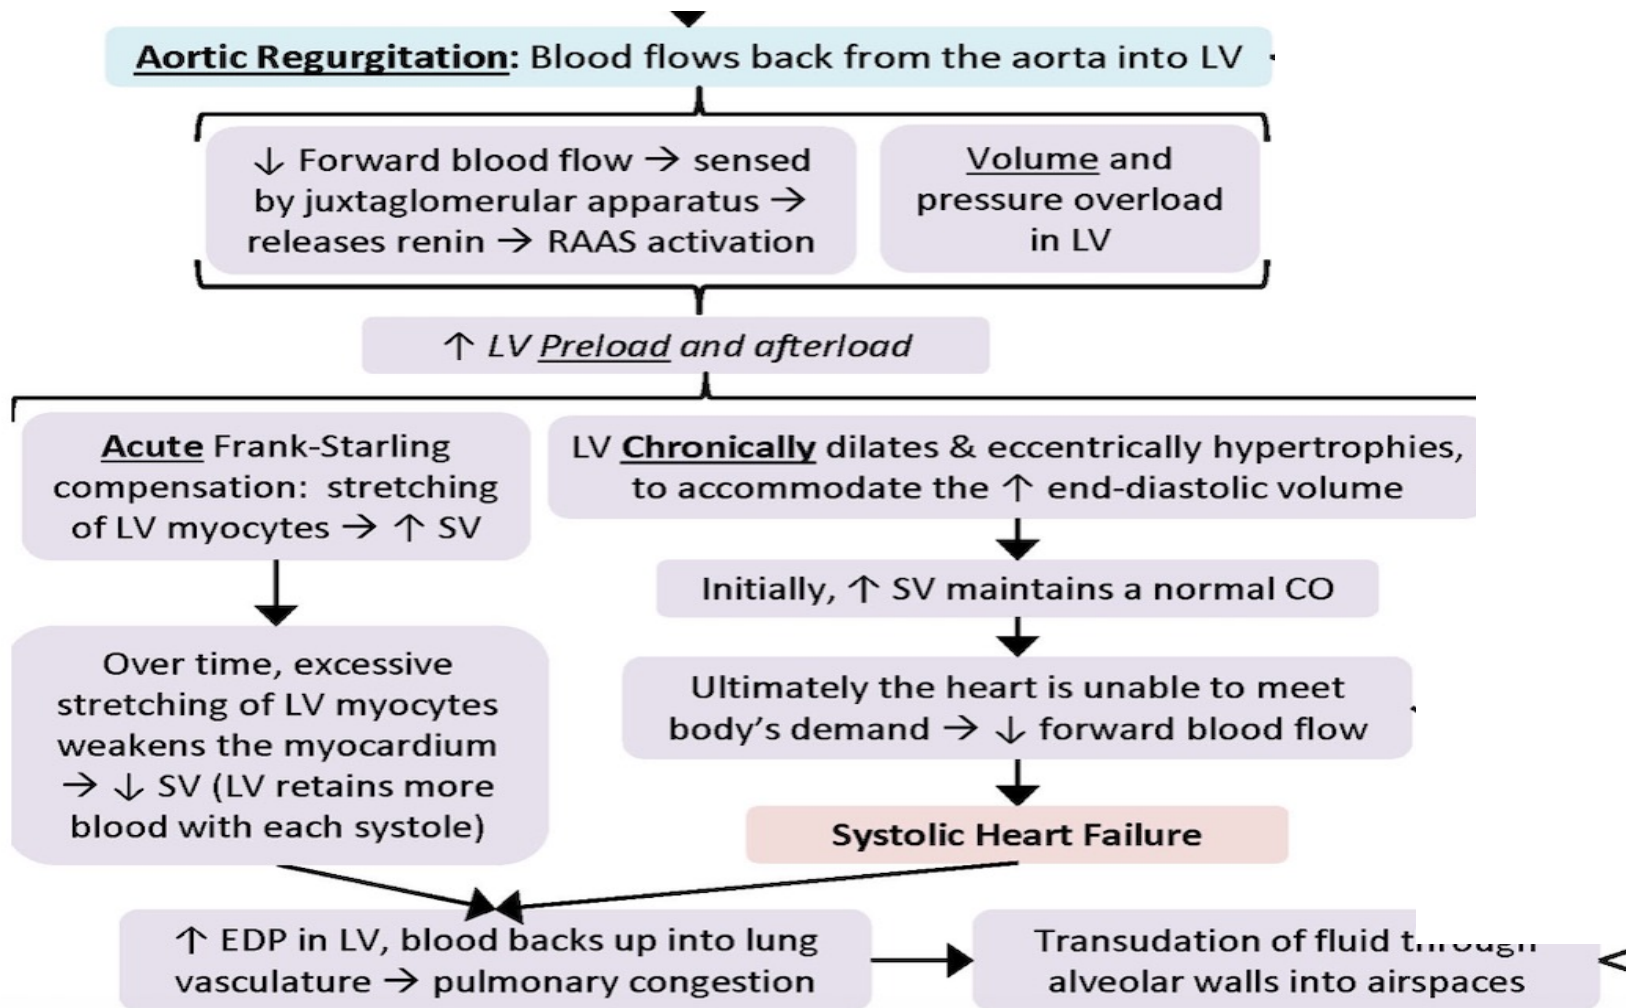 Aortic Regurgitation: Blood flows back from the aorta into LV
↓ Forward blood flow → sensed
by juxtaglomerular apparatus →
releases renin → RAAS activation
Volume and
pressure overload
in LV
↑ LV Preload and afterload
Acute Frank-Starling
compensation: stretching
of LV myocytes → ↑ SV
LV Chronically dilates & eccentrically hypertrophies,
to accommodate the ↑ end-diastolic volume
Initially, ↑ SV maintains a normal CO
Over time, excessive
stretching of LV myocytes
weakens the myocardium
→ ↓ SV (LV retains more
blood with each systole)
Ultimately the heart is unable to meet
body’s demand → ↓ forward blood flow
Systolic Heart Failure
↑ EDP in LV, blood backs up into lung
vasculature → pulmonary congestion
Transudation of fluid through
alveolar walls into airspaces